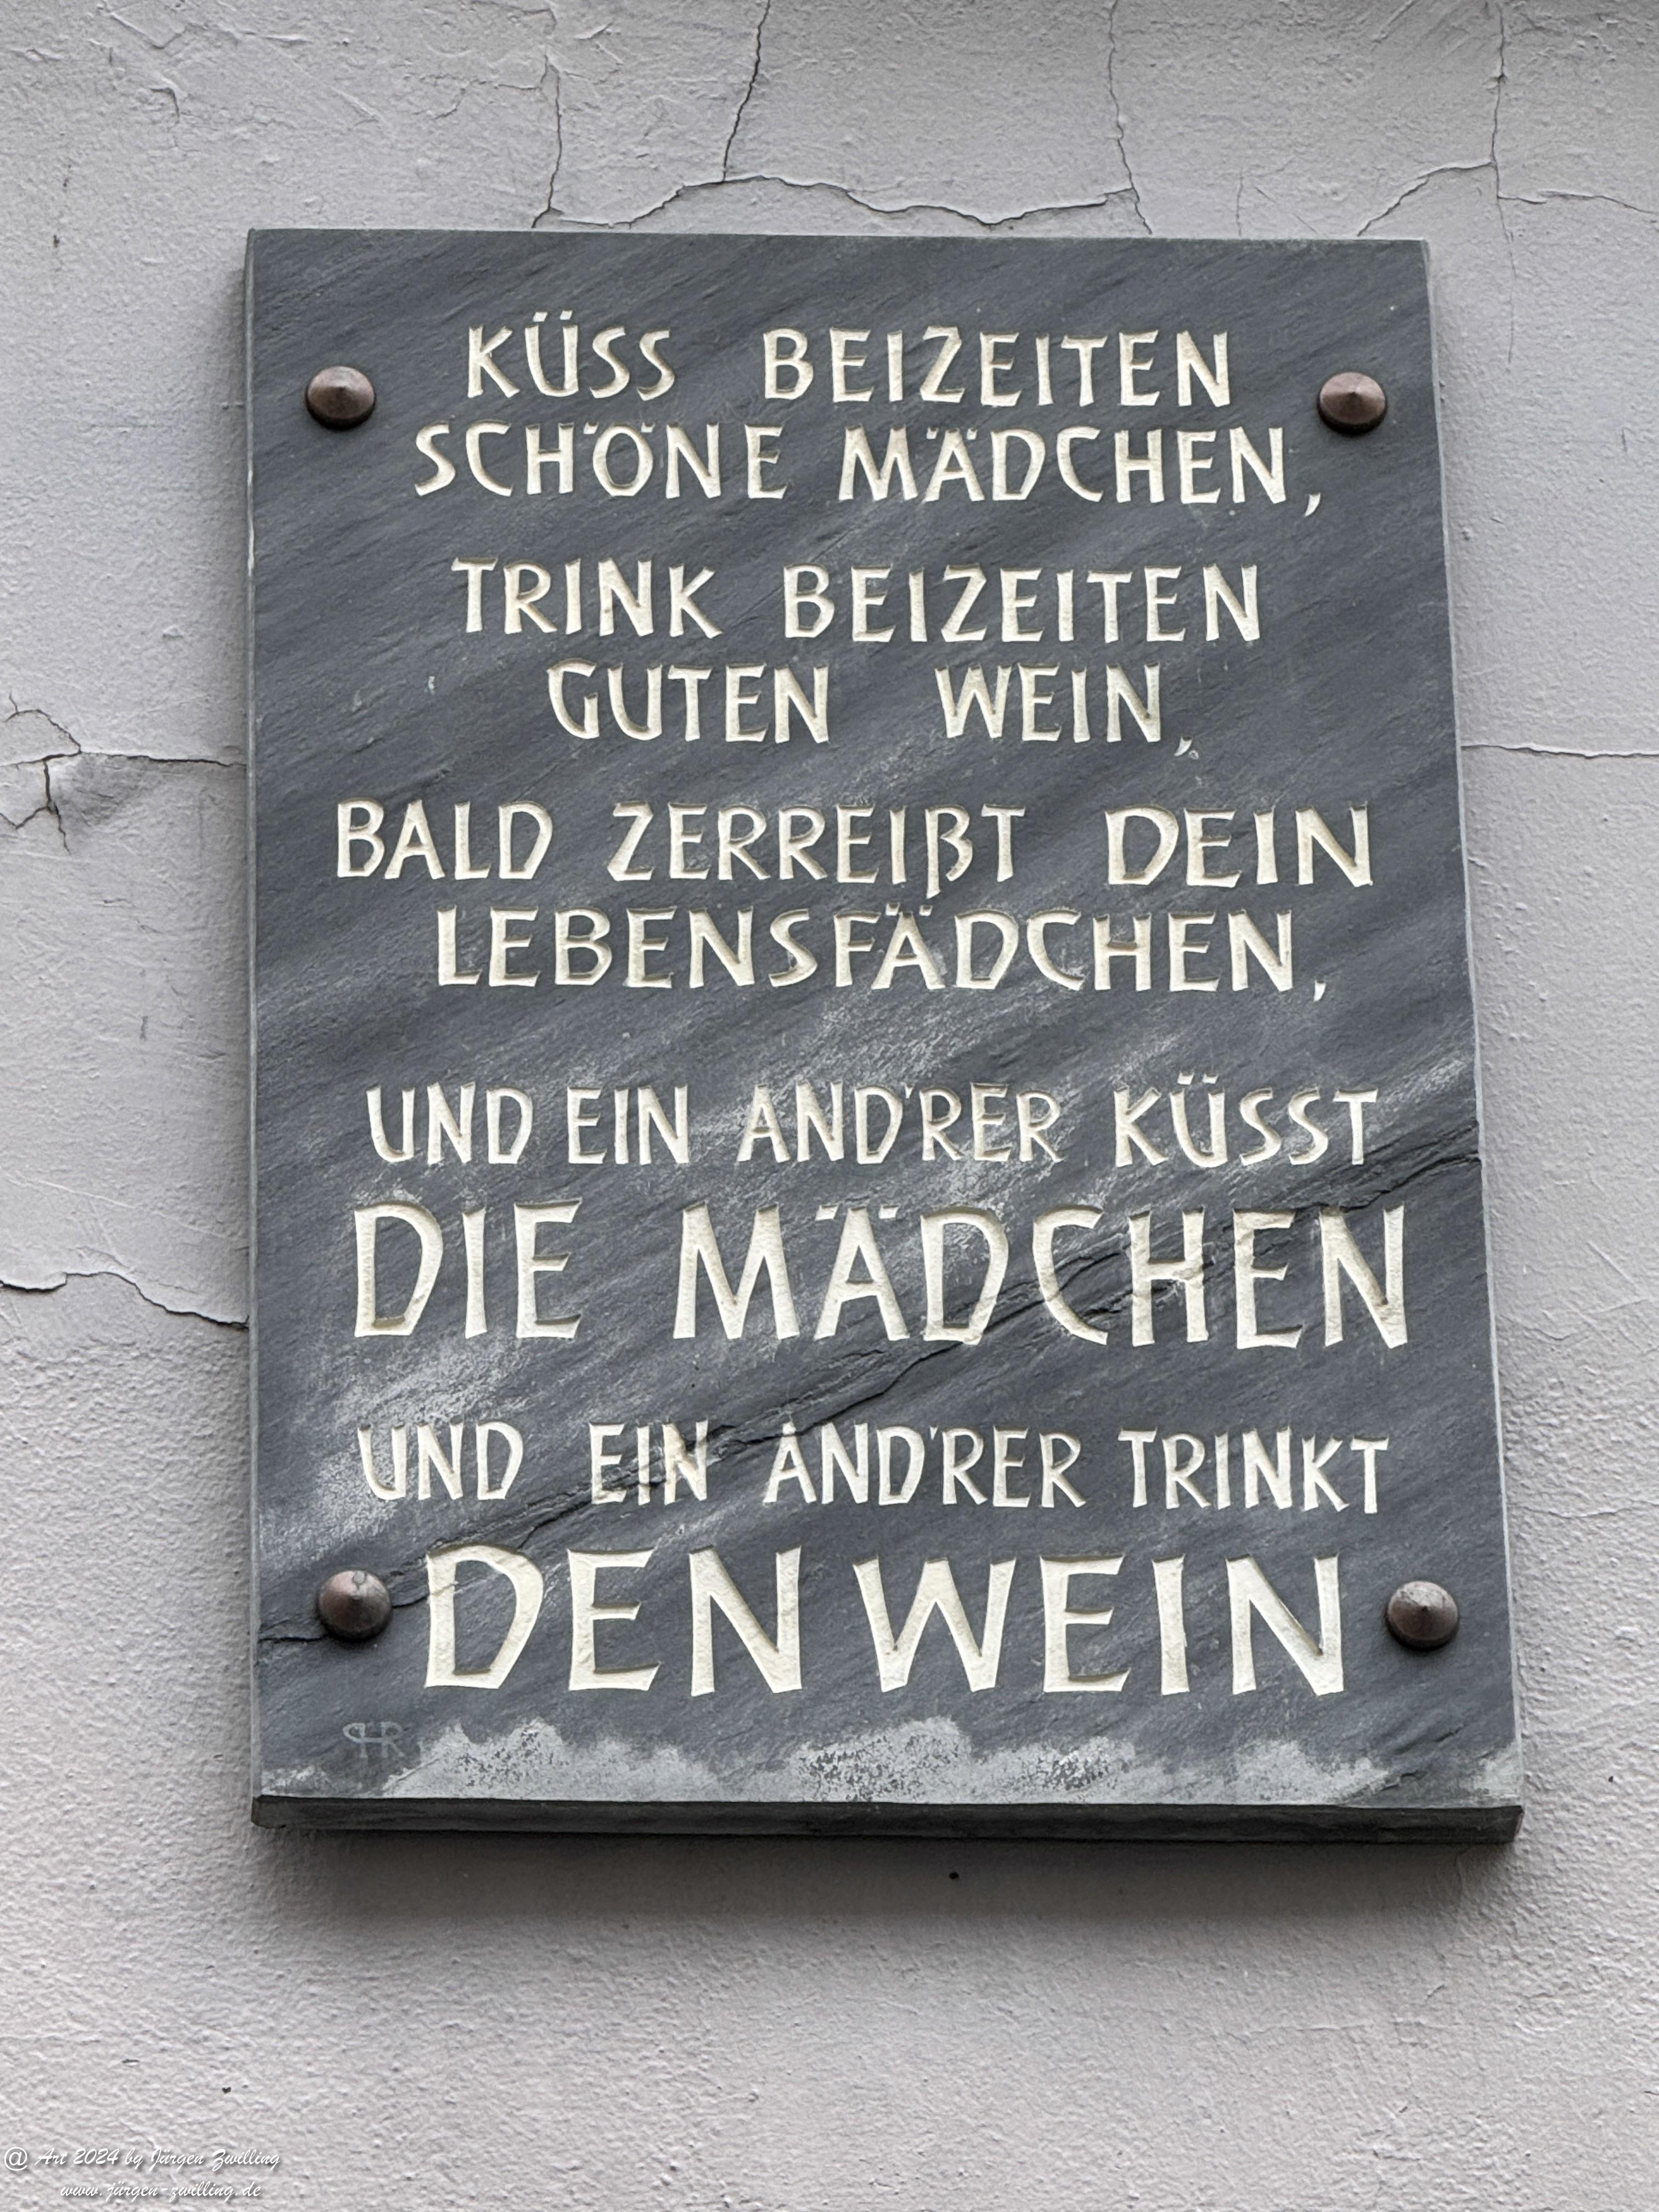 KÜSS BEIZEITEN
SCHÖNE MÄDCHEN,
TRINK BEIZEITEN
GUTEN WEIN,
BALD ZERREIßT DEIN
LEBENSFÄDCHEN,
UND EIN AND'RER KÜSST
DIE MÄDCHEN
UND EIN AND'RER TRINKT
DEN WEIN
HR
@ Art 2024 by Jürgen Zwilling
www.jürgen-zwilling.de